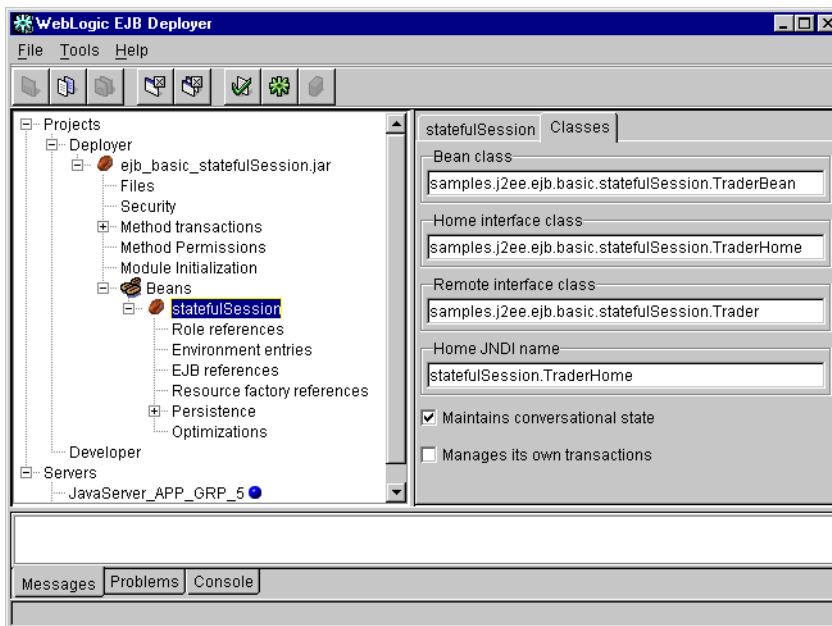 WebLogic EJB Deployer
File Tools Help
Projects
Deployer
ejb_basic_statefulSession.jar
Files
Security
Method transactions
Method Permissions
Module Initialization
Beans
statefulSession
Role references
Environment entries
EJB references
Resource factory references
Persistence
Optimizations
Developer
Servers
JavaServer_APP_GRP_5
statefulSession Classes
Bean class
samples.j2ee.ejb.basic.statefulSession.TraderBean
Home interface class
samples.j2ee.ejb.basic.statefulSession.TraderHome
Remote interface class
samples.j2ee.ejb.basic.statefulSession.Trader
Home JNDI name
statefulSession.TraderHome
Maintains conversational state
Manages its own transactions
Messages Problems Console